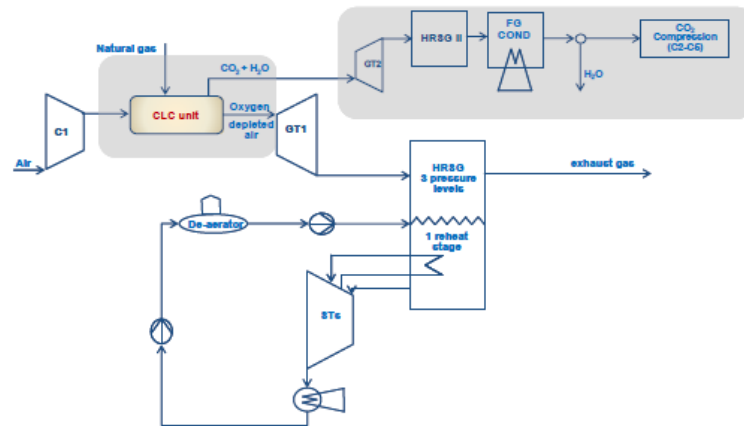 Natural gas
CO2 + H2O
CLC unit
Oxygen
depleted
air
C1
Air
GT1
GT2
HRSG II
FG
COND
H2O
CO2
Compression
(C2-C5)
HRSG
3 pressure
levels
exhaust gas
1 reheat
stage
De-aerator
STs